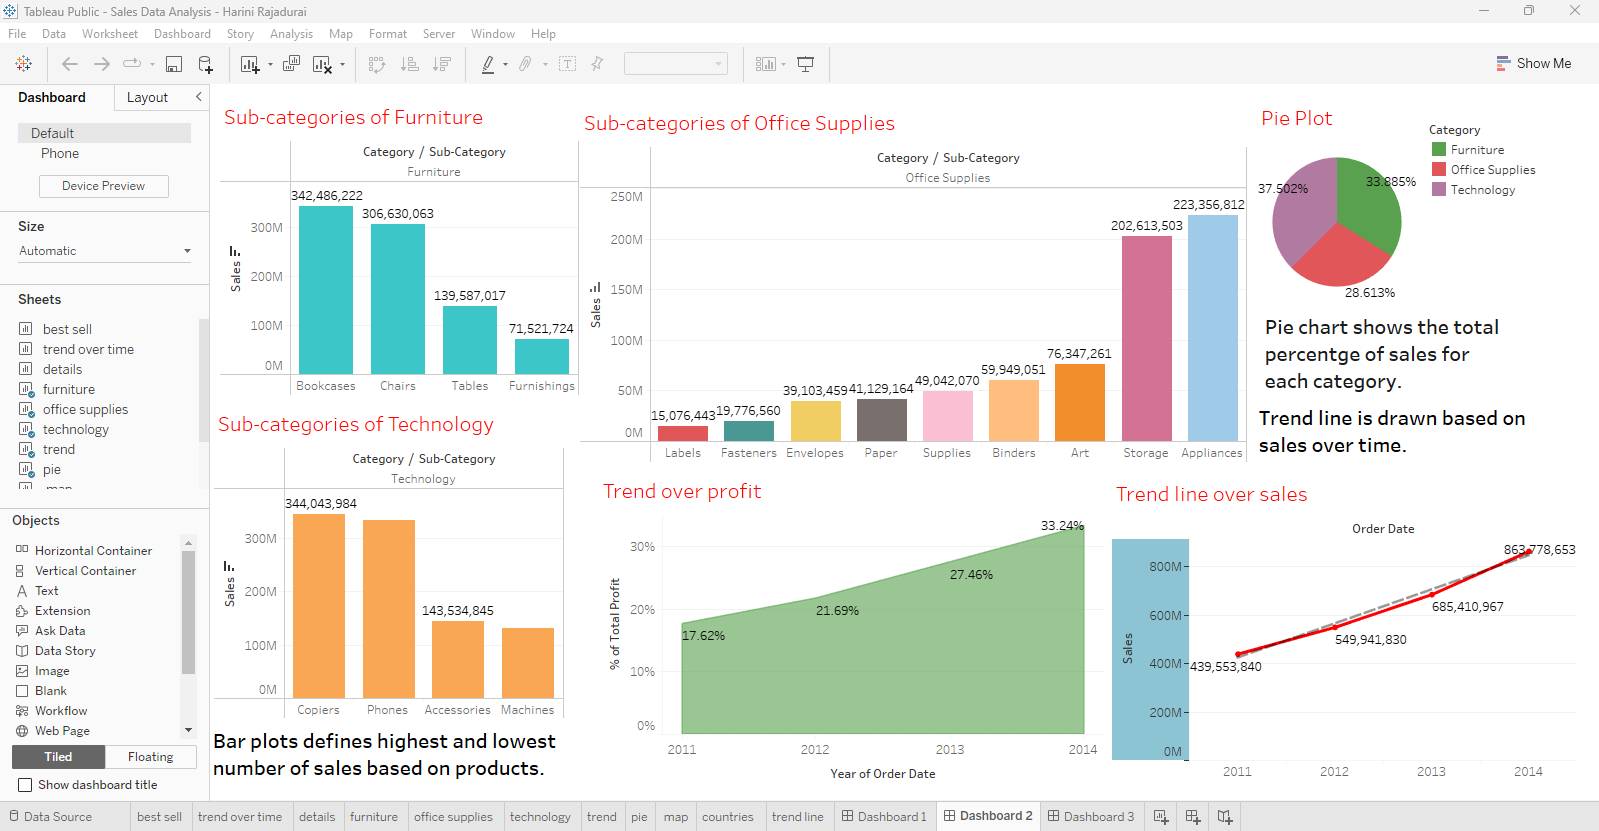 Tableau Public - Sales Data Analysis - Harini Rajadurai
File Data Worksheet Dashboard Story Analysis Map Format Server Window Help
Show Me
Dashboard Layout
Default
Phone
Device Preview
Size
Automatic
Sheets
best sell
trend over time
details
furniture
office supplies
technology
trend
pie
map
Objects
Horizontal Container
Vertical Container
Text
Extension
Ask Data
Data Story
Image
Blank
Workflow
Web Page
Tiled Floating
Show dashboard title
Sub-categories of Furniture
Category / Sub-Category
Furniture
Sales
300M
200M
100M
0M
342,486,222
306,630,063
139,587,017
71,521,724
Bookcases Chairs Tables Furnishings
Sub-categories of Office Supplies
Category / Sub-Category
Office Supplies
Sales
250M
200M
150M
100M
50M
0M
15,076,443
19,776,560
39,103,459
41,129,164
49,042,070
59,949,051
76,347,261
202,613,503
223,356,812
Labels Fasteners Envelopes Paper Supplies Binders Art Storage Appliances
Pie Plot
37.502%
33.885%
28.613%
Category
Furniture
Office Supplies
Technology
Pie chart shows the total
percentge of sales for
each category.
Trend line is drawn based on
sales over time.
Sub-categories of Technology
Category / Sub-Category
Technology
Sales
300M
200M
100M
0M
344,043,984
143,534,845
Copiers Phones Accessories Machines
Bar plots defines highest and lowest
number of sales based on products.
Trend over profit
% of Total Profit
30%
20%
10%
0%
17.62%
21.69%
27.46%
33.24%
2011 2012 2013 2014
Year of Order Date
Trend line over sales
Order Date
Sales
800M
600M
400M
200M
0M
439,553,840
549,941,830
685,410,967
863,778,653
2011 2012 2013 2014
Data Source best sell trend over time details furniture office supplies technology trend pie map countries trend line Dashboard 1 Dashboard 2 Dashboard 3